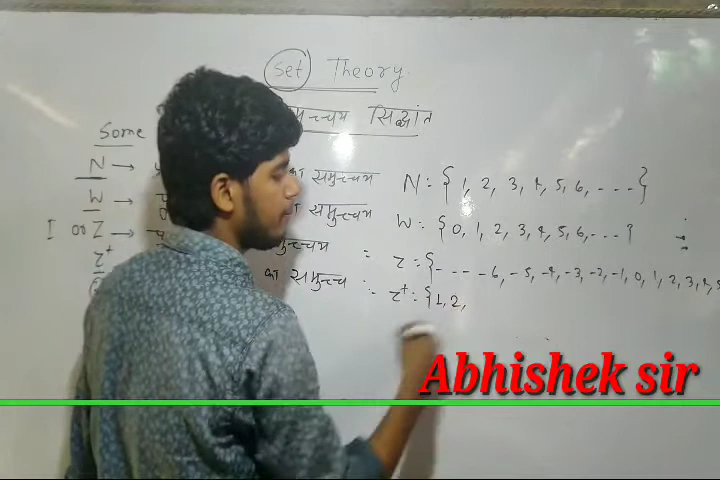 Set Theory.
समुच्चय सिद्धांत
Some
N → का समुच्चय N = { 1, 2, 3, 4, 5, 6, ... }
W → का समुच्चय W = { 0, 1, 2, 3, 4, 5, 6, ... }
I or Z → समुच्चय = Z = { ---- -6, -5, -4, -3, -2, -1, 0, 1, 2, 3, 4, 5
Z⁺ का समुच्चय Z⁺ = { 1, 2,
Abhishek sir